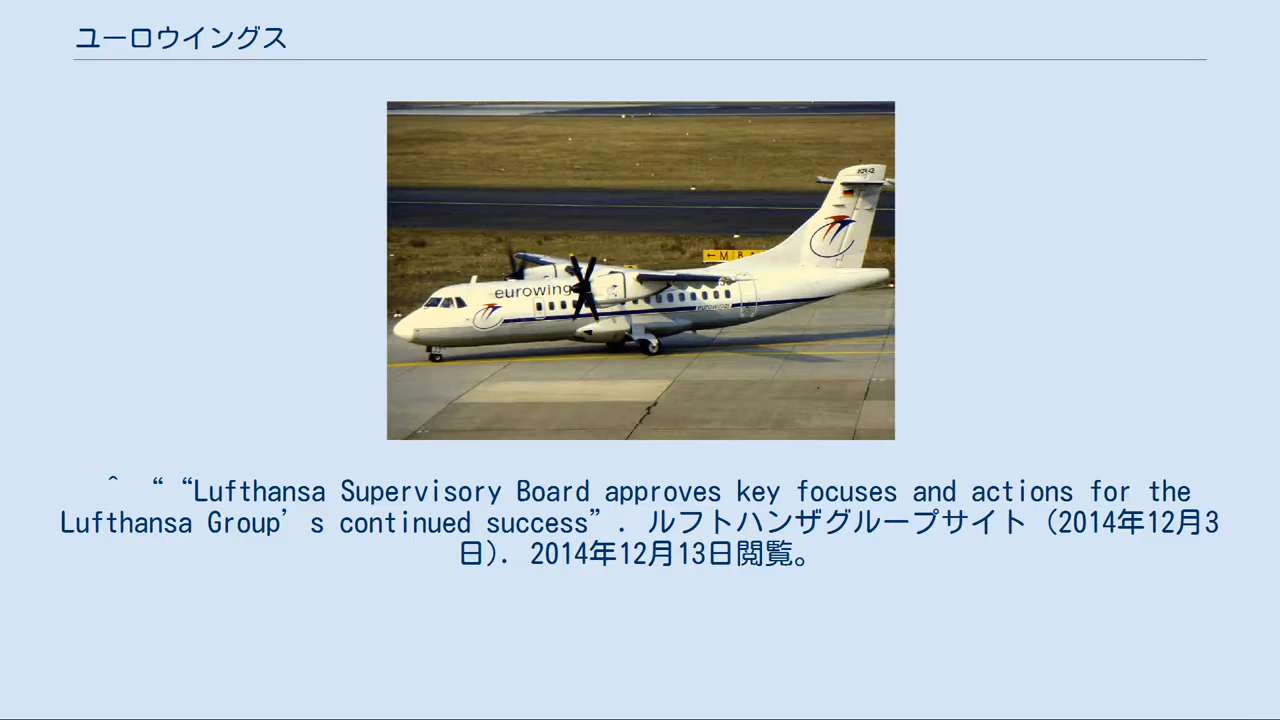 ユーロウイングス
eurowings
eurowings
← M B
^ “ “Lufthansa Supervisory Board approves key focuses and actions for the
Lufthansa Group’s continued success”. ルフトハンザグループサイト (2014年12月3
日). 2014年12月13日閲覧。